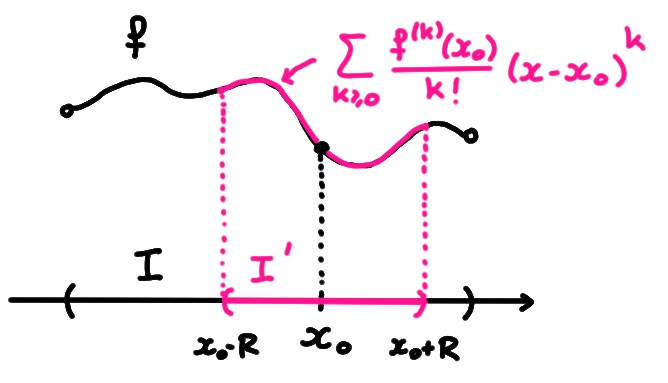 f
∑_{k≥0} f^{(k)}(x₀)/k! (x-x₀)^k
I I'
x₀-R x₀ x₀+R